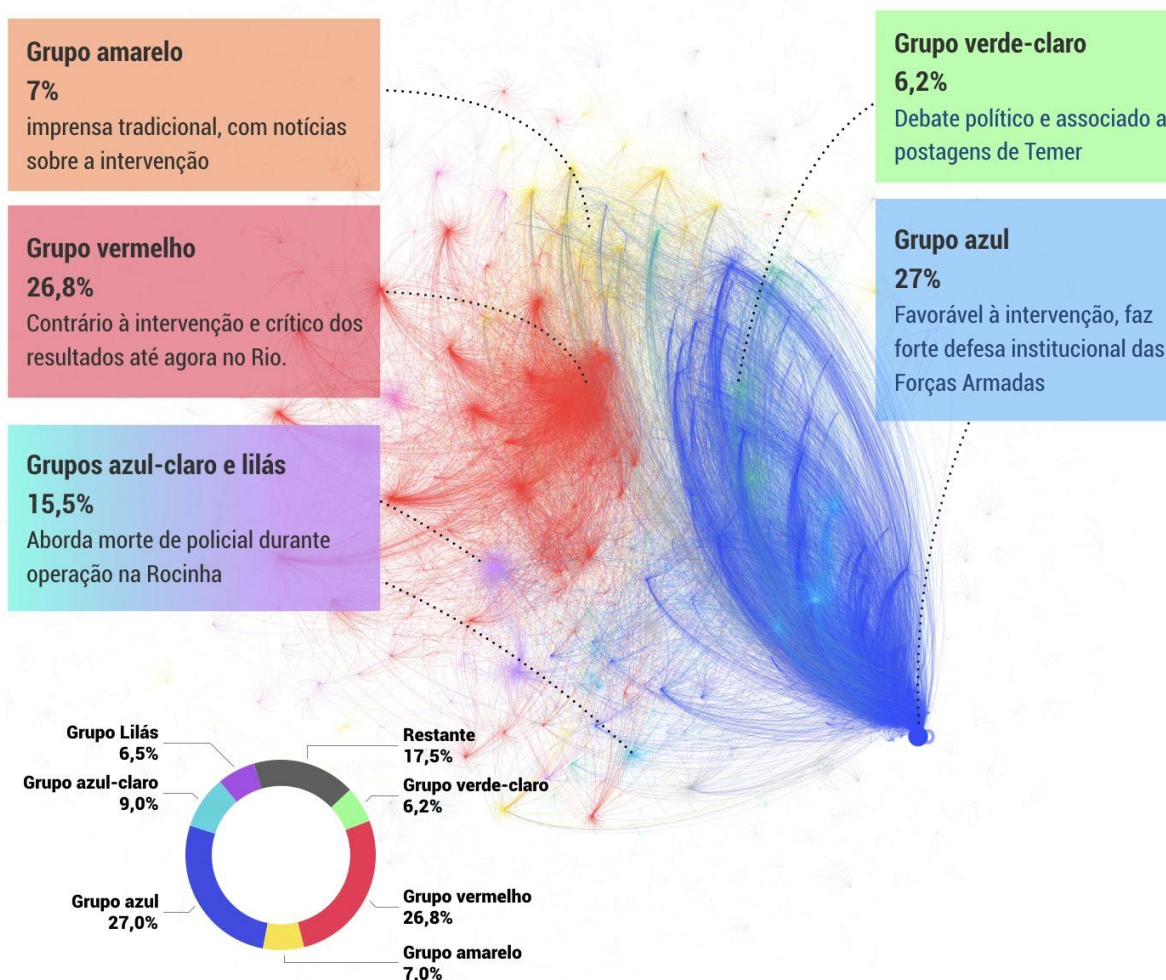 Grupo amarelo
7%
imprensa tradicional, com notícias
sobre a intervenção
Grupo vermelho
26,8%
Contrário à intervenção e crítico dos
resultados até agora no Rio.
Grupos azul-claro e lilás
15,5%
Aborda morte de policial durante
operação na Rocinha
Grupo verde-claro
6,2%
Debate político e associado a
postagens de Temer
Grupo azul
27%
Favorável à intervenção, faz
forte defesa institucional das
Forças Armadas
Grupo Lilás
6,5%
Grupo azul-claro
9,0%
Grupo azul
27,0%
Restante
17,5%
Grupo verde-claro
6,2%
Grupo vermelho
26,8%
Grupo amarelo
7,0%